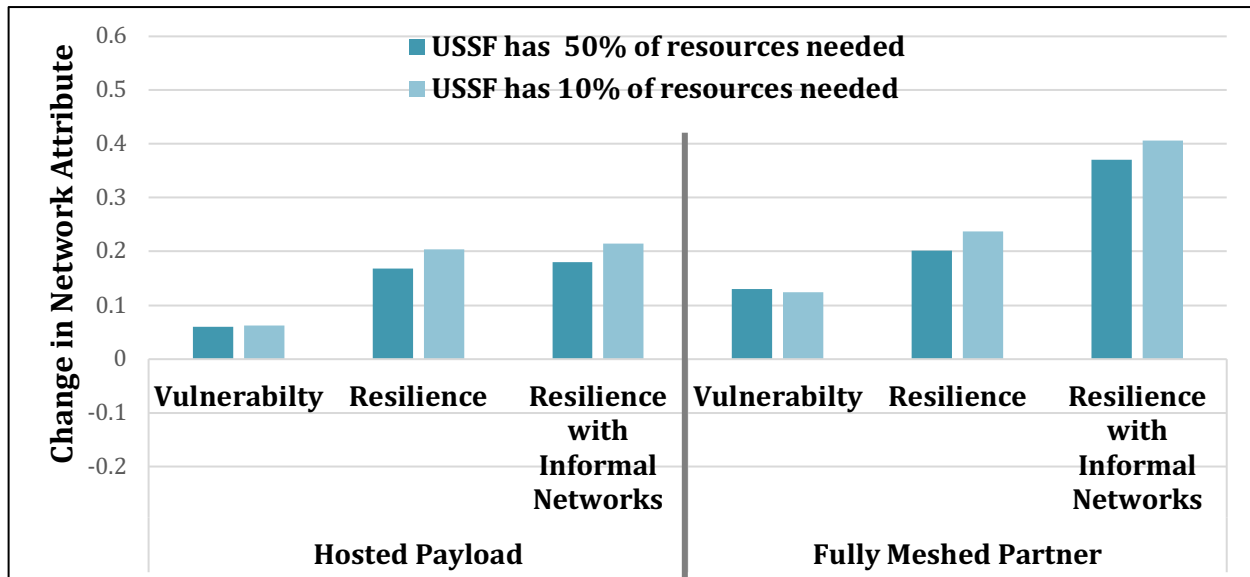 0.6
0.5
0.4
0.3
0.2
0.1
0
-0.1
-0.2
Change in Network Attribute
USSF has 50% of resources needed
USSF has 10% of resources needed
Vulnerabilty
Resilience
Resilience
with
Informal
Networks
Vulnerabilty
Resilience
Resilience
with
Informal
Networks
Hosted Payload
Fully Meshed Partner